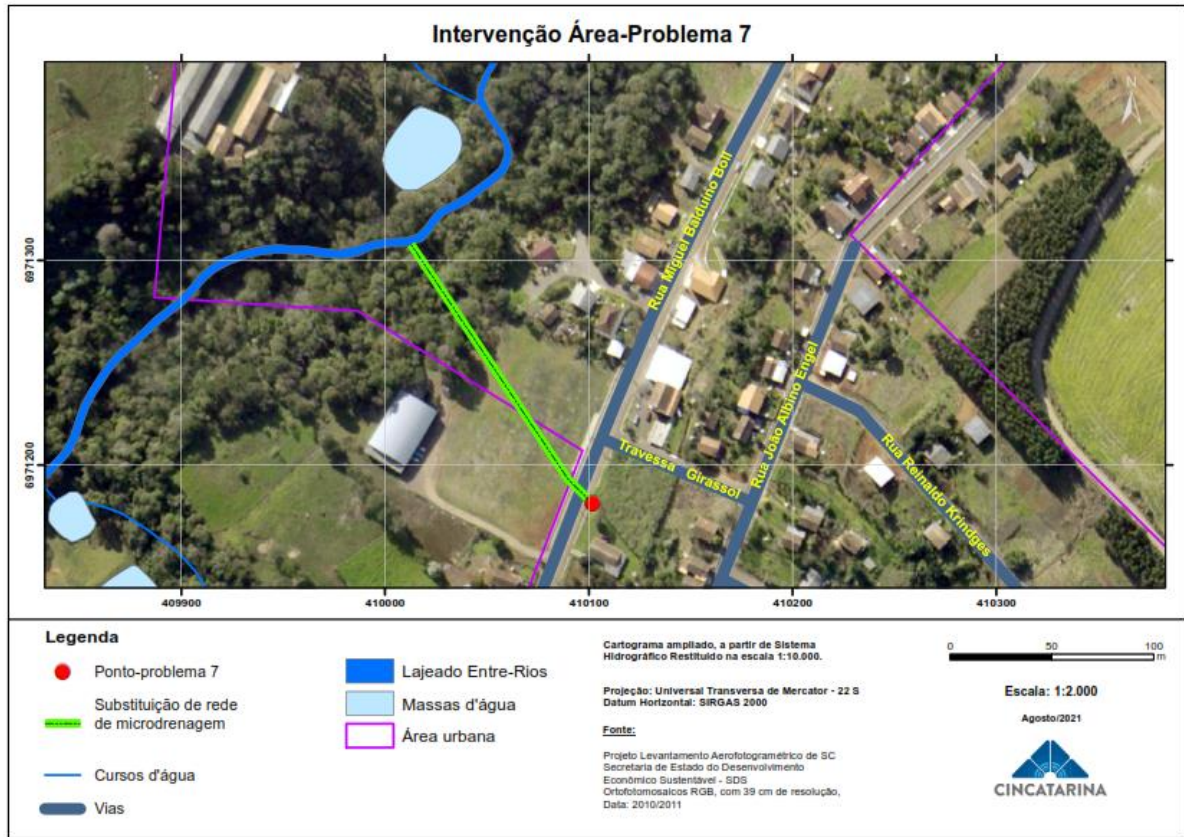 Intervenção Área-Problema 7
Rua Miguel Balduino Boll
Rua João Albino Engel
Travessa Girassol
Rua Reinaldo Krindges
6971300
6971200
409900
410000
410100
410200
410300
Legenda
Ponto-problema 7
Substituição de rede
de microdrenagem
Cursos d'água
Vias
Lajeado Entre-Rios
Massas d'água
Área urbana
Cartograma ampliado, a partir de Sistema
Hidrográfico Restituído na escala 1:10.000.
Projeção: Universal Transversa de Mercator - 22 S
Datum Horizontal: SIRGAS 2000
Fonte:
Projeto Levantamento Aerofotogramétrico de SC
Secretaria de Estado do Desenvolvimento
Econômico Sustentável - SDS
Ortofotomosaicos RGB, com 39 cm de resolução,
Data: 2010/2011
0 50 100
m
Escala: 1:2.000
Agosto/2021
CINCATARINA